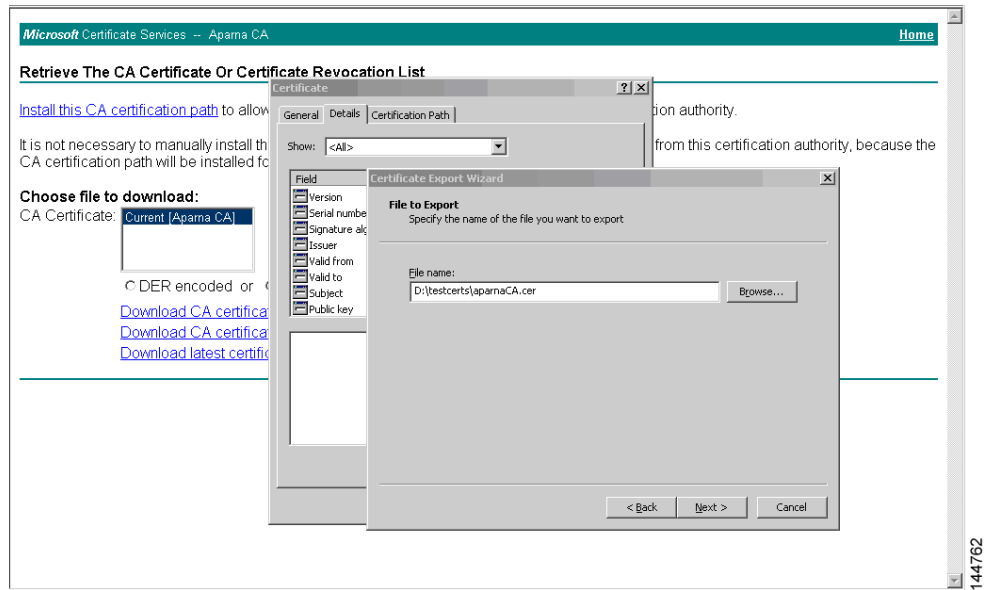 Microsoft Certificate Services -- Aparna CA Home
Retrieve The CA Certificate Or Certificate Revocation List
Install this CA certification path to allow
tion authority.
It is not necessary to manually install th
from this certification authority, because the
CA certification path will be installed fo
Choose file to download:
CA Certificate: Current [Aparna CA]
DER encoded or
Download CA certifica
Download CA certifica
Download latest certific
Certificate
General Details Certification Path
Show: <All>
Field
Version
Serial numbe
Signature alg
Issuer
Valid from
Valid to
Subject
Public key
Certificate Export Wizard
File to Export
Specify the name of the file you want to export
File name:
D:\testcerts\aparnaCA.cer Browse...
< Back Next > Cancel
144762